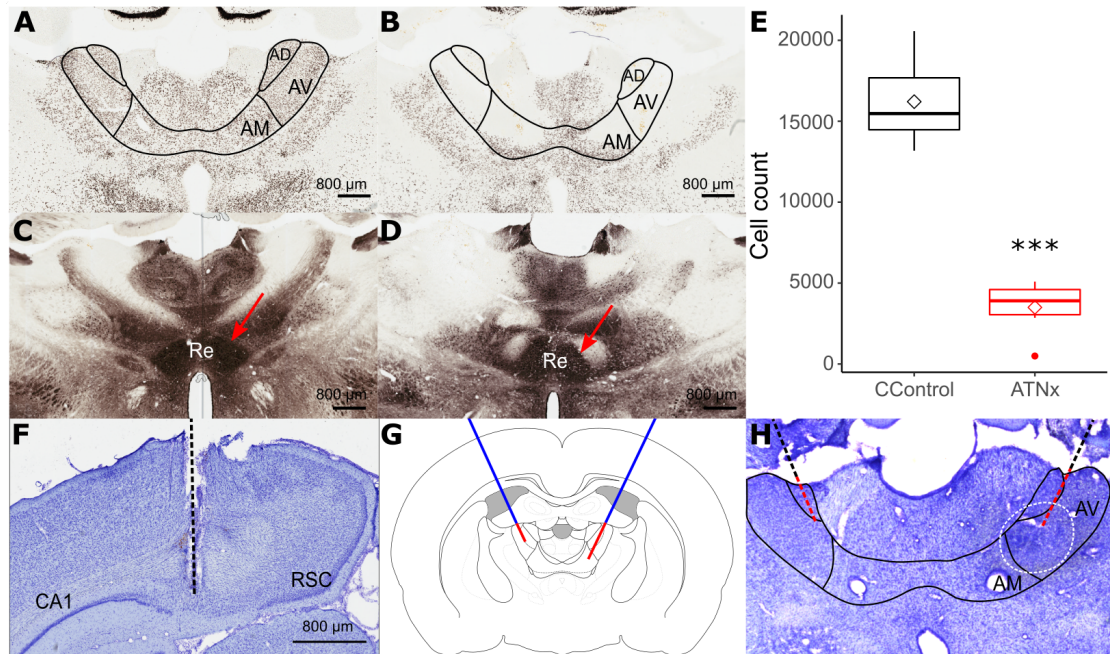 A
AD
AV
AM
800 µm
B
AD
AV
AM
800 µm
C
Re
800 µm
D
Re
800 µm
E
Cell count
20000
15000
10000
5000
0
***
CControl
ATNx
F
CA1
RSC
800 µm
G
H
AV
AM